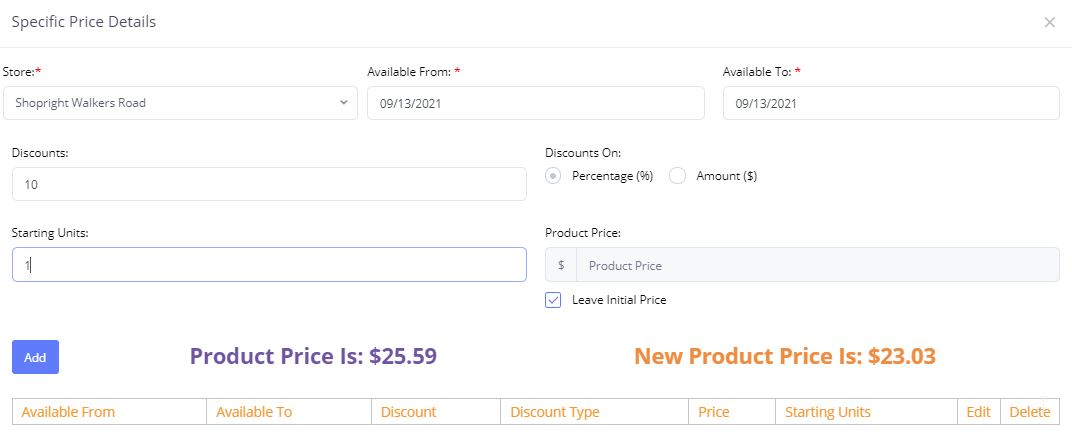 Specific Price Details
Store:* Available From: * Available To: *
Shopright Walkers Road 09/13/2021 09/13/2021
Discounts: Discounts On:
10 Percentage (%) Amount ($)
Starting Units: Product Price:
1 $ Product Price
Leave Initial Price
Add Product Price Is: $25.59 New Product Price Is: $23.03
Available From Available To Discount Discount Type Price Starting Units Edit Delete